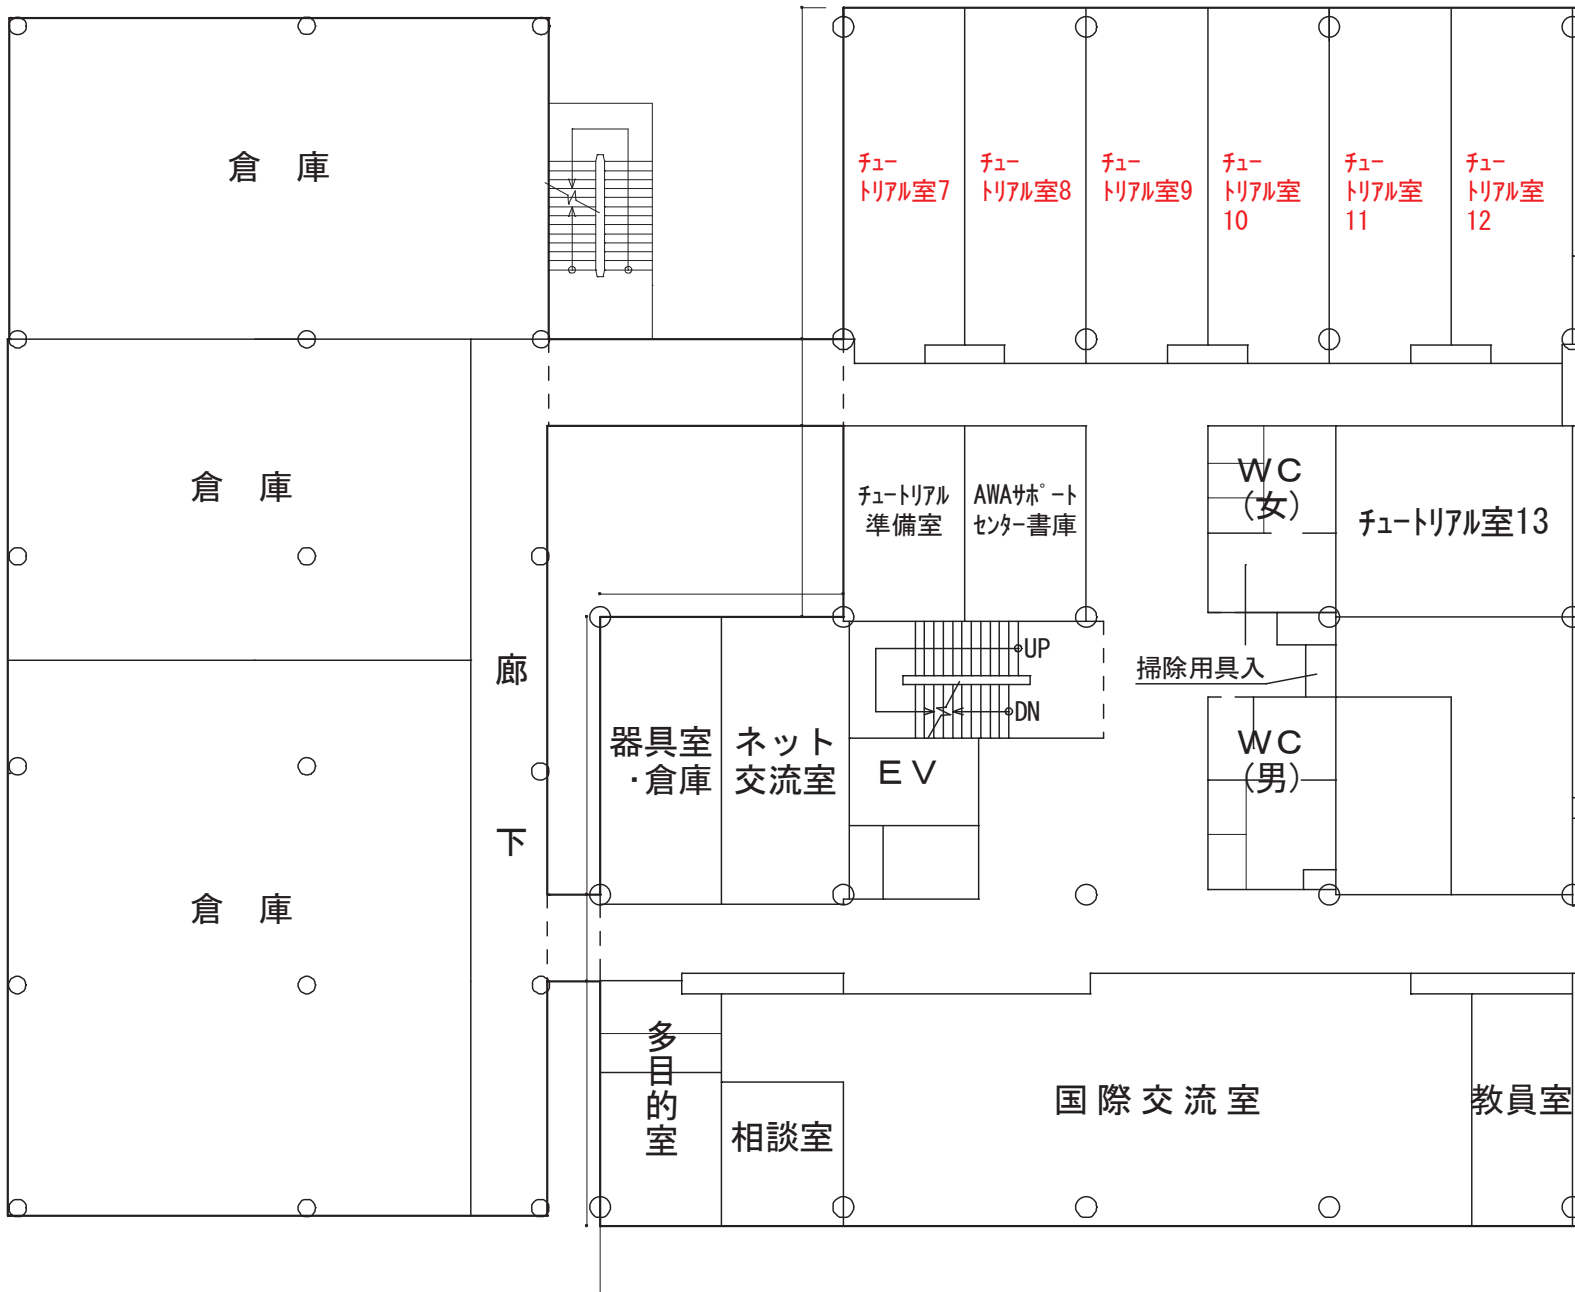 倉　庫
チュー
トリアル室7
チュー
トリアル室8
チュー
トリアル室9
チュー
トリアル室
10
チュー
トリアル室
11
チュー
トリアル室
12
倉　庫
チュートリアル
準備室
AWAサポート
センター書庫
WC
(女)
チュートリアル室13
廊下
UP
DN
掃除用具入
器具室
・倉庫
ネット
交流室
EV
WC
(男)
倉　庫
多目的室
相談室
国際交流室
教員室